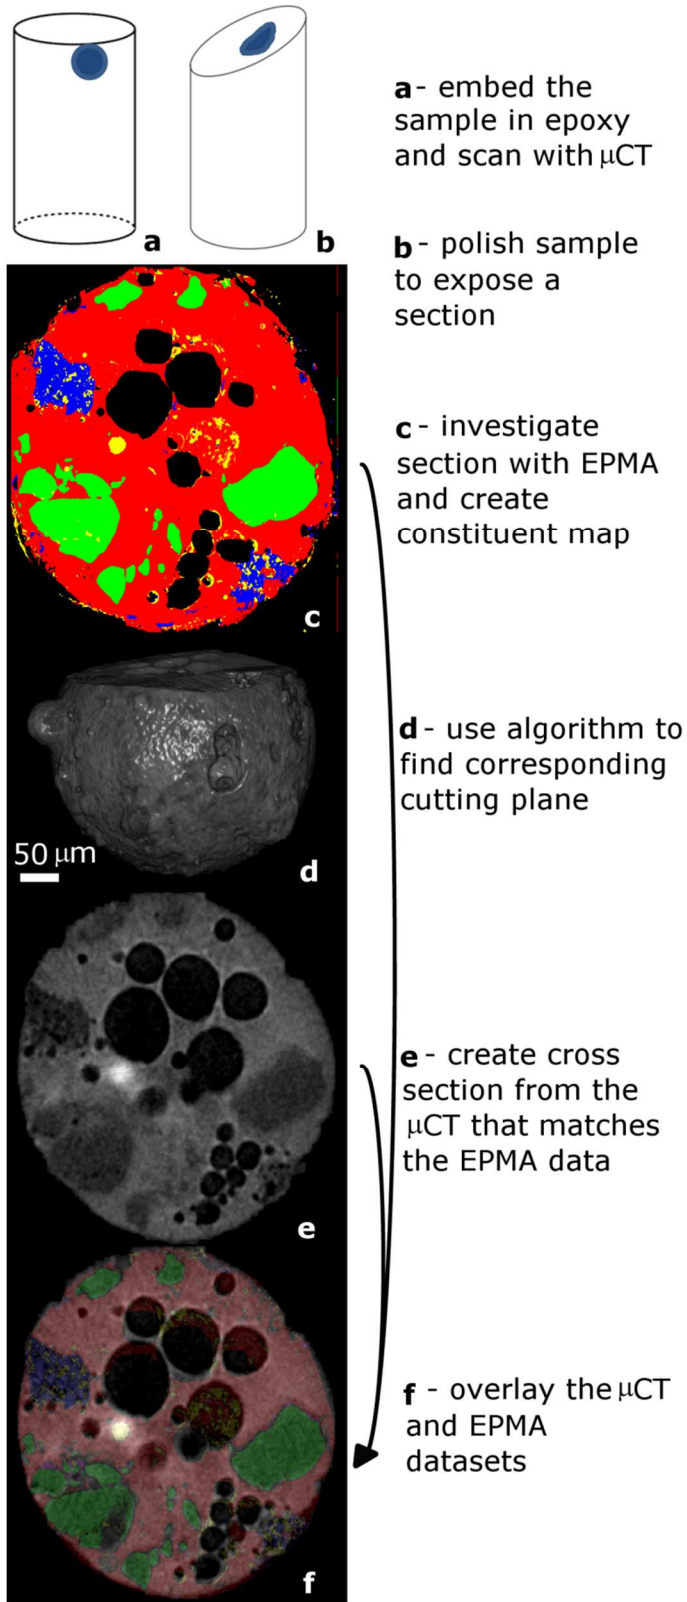 a - embed the
sample in epoxy
and scan with μCT
a
b
b - polish sample
to expose a
section
c - investigate
section with EPMA
and create
constituent map
c
d - use algorithm to
find corresponding
cutting plane
50 μm
d
e - create cross
section from the
μCT that matches
the EPMA data
e
f - overlay the μCT
and EPMA
datasets
f